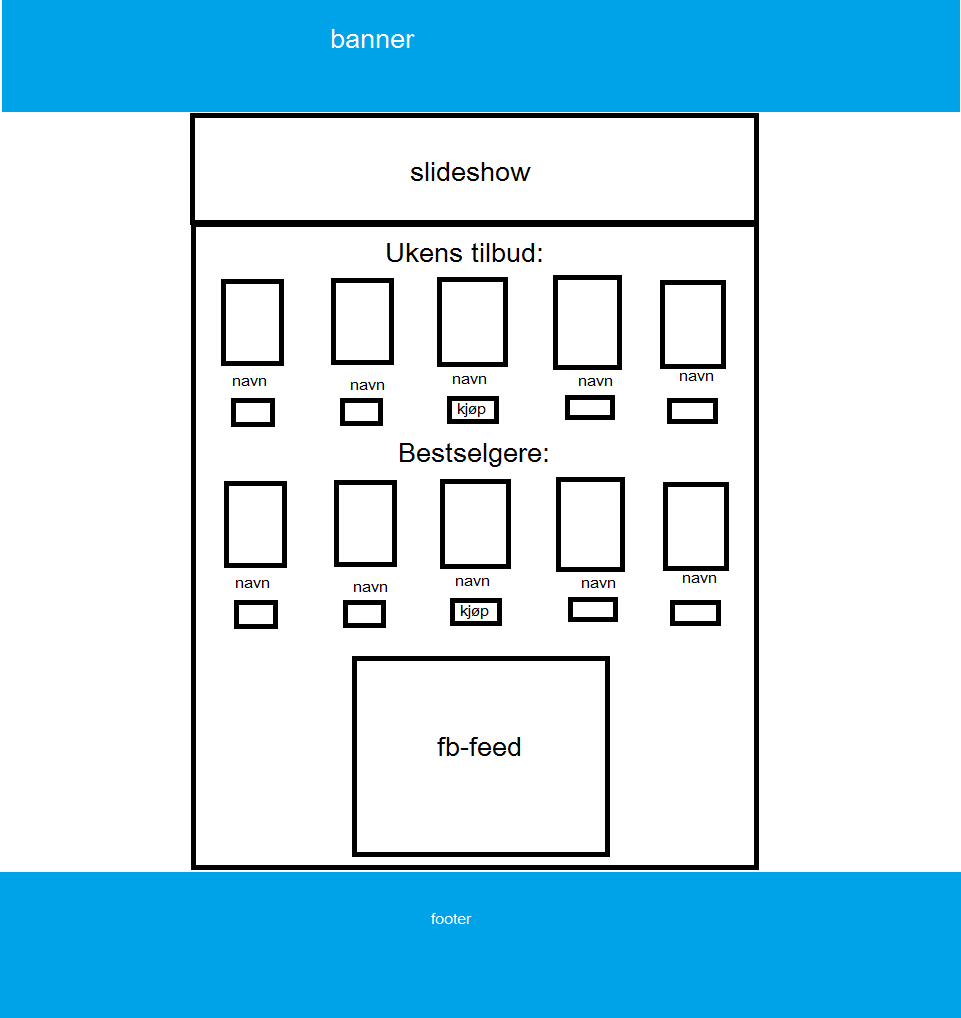 banner
slideshow
Ukens tilbud:
navn navn navn navn navn
kjøp
Bestselgere:
navn navn navn navn navn
kjøp
fb-feed
footer